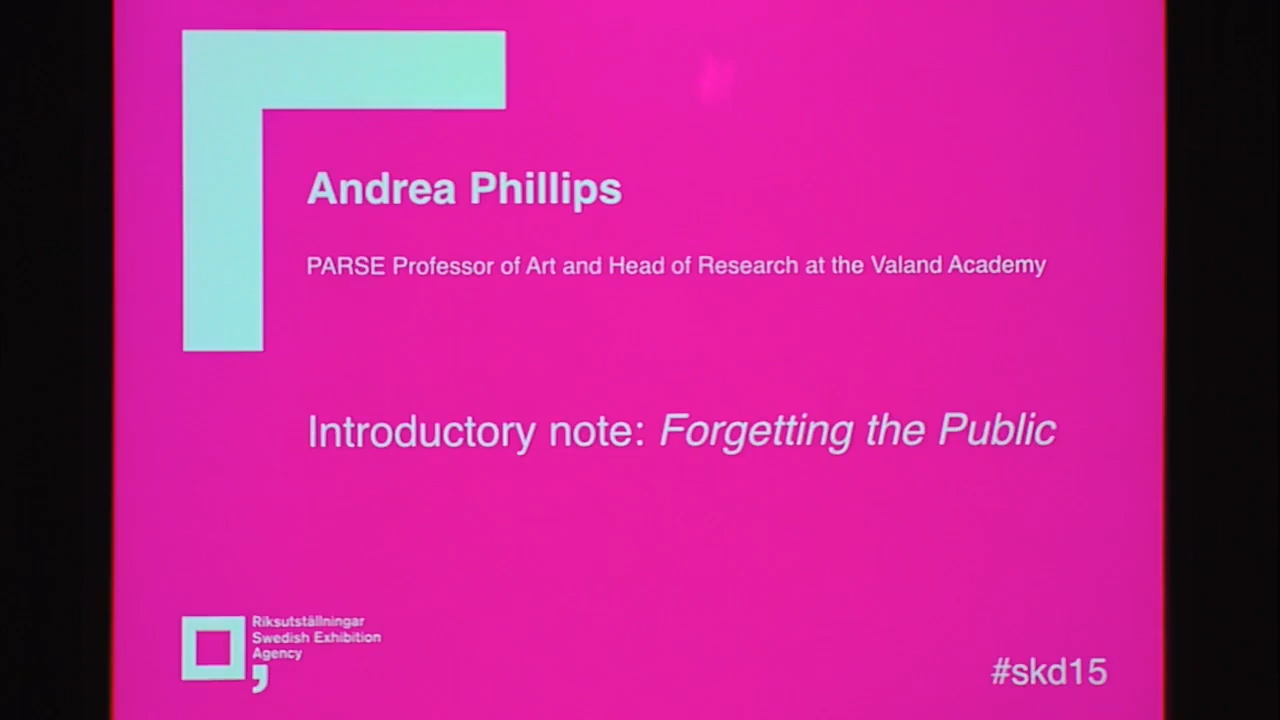 Andrea Phillips
PARSE Professor of Art and Head of Research at the Valand Academy
Introductory note: Forgetting the Public
Riksutställningar
Swedish Exhibition
Agency
#skd15